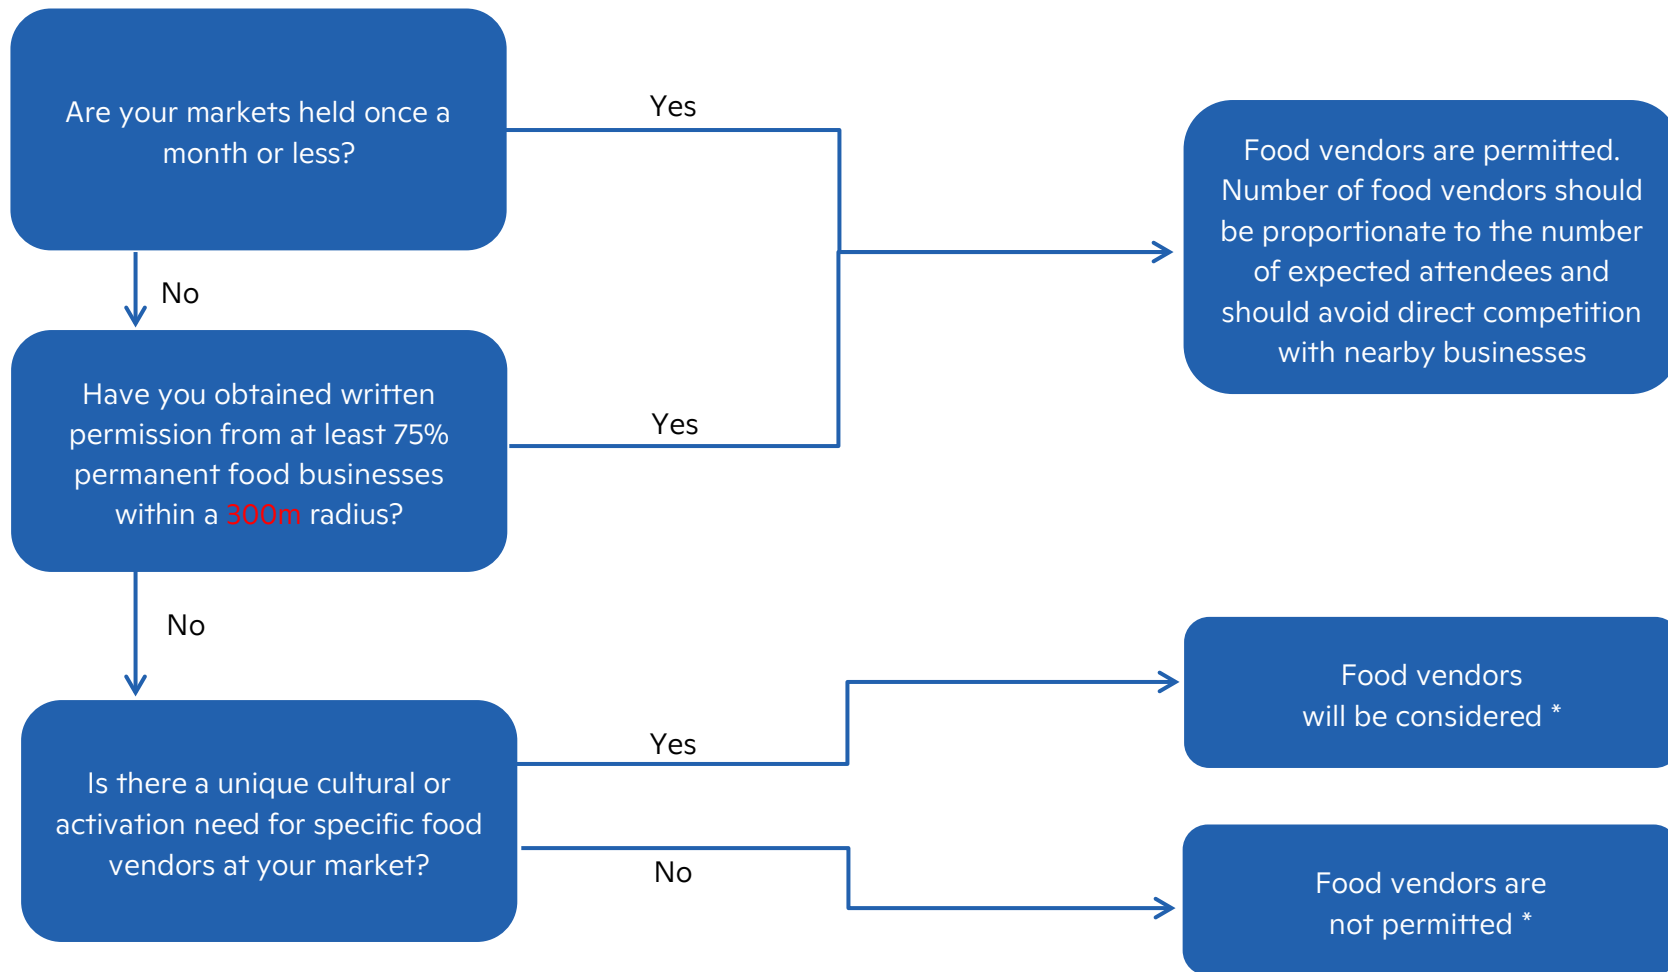 Are your markets held once a
month or less?
Yes
Food vendors are permitted.
Number of food vendors should
be proportionate to the number
of expected attendees and
should avoid direct competition
with nearby businesses
No
Have you obtained written
permission from at least 75%
permanent food businesses
within a 300m radius?
Yes
No
Is there a unique cultural or
activation need for specific food
vendors at your market?
Yes
Food vendors
will be considered *
No
Food vendors are
not permitted *